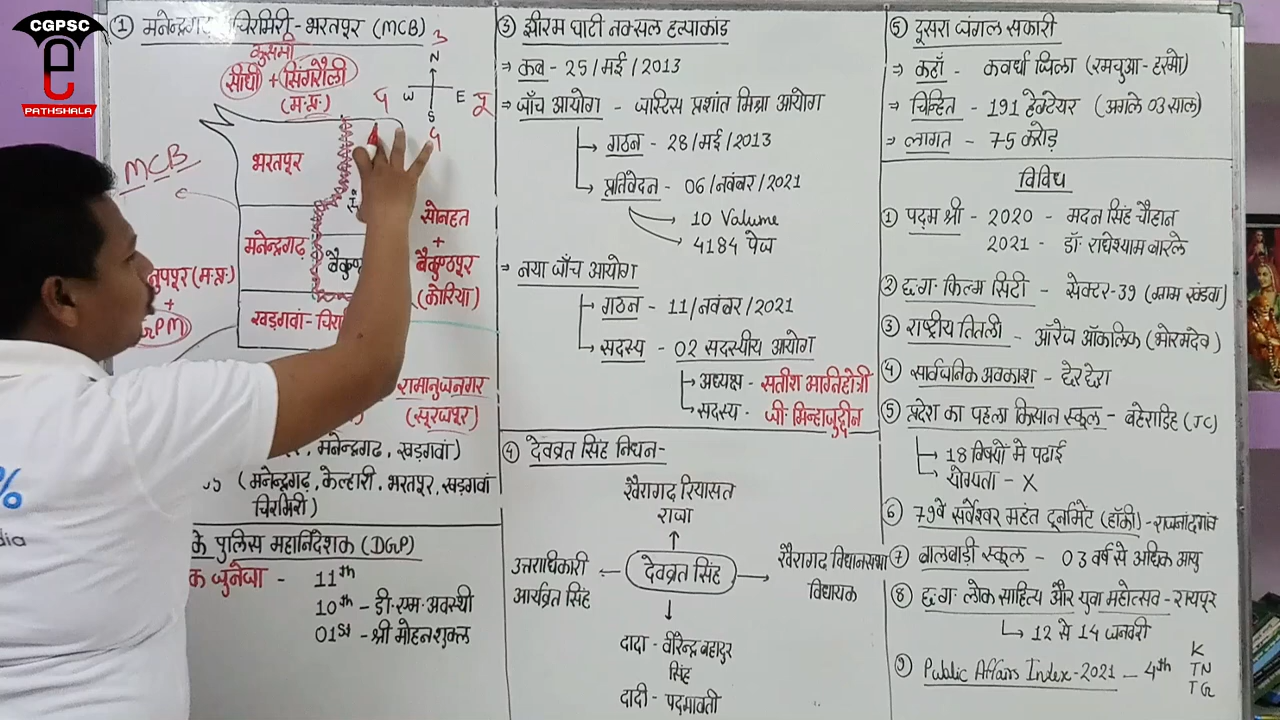 CGPSC
PATHSHALA
① मनेन्द्रगढ़ चिरमिरी - भरतपुर (MCB)
कुसमी
सीधी + सिंगरौली
(म.प्र.)
N
W E
S
MCB
भरतपुर
मनेन्द्रगढ़
खड़गवां - चिरमि
सोनहत
+
बैकुण्ठपुर
(कोरिया)
नुपपुर (म.प्र.)
+
GPM
रामानुजनगर
(सूरजपुर)
मनेन्द्रगढ, खड़गवां)
(मनेन्द्रगढ, केल्हारी, भरतपुर, खड़गवां
चिरमिरी)
के पुलिस महानिदेशक (DGP)
क जुनेजा - 11th
10th - डी.एम. अवस्थी
01st - श्री मोहन शुक्ल
③ झीरम घाटी नक्सल हत्याकांड
⇒ कब - 25/मई/2013
⇒ जाँच आयोग - जास्टिस प्रशांत मिश्रा आयोग
गठन - 28/मई/2013
प्रतिवेदन - 06/नवंबर/2021
10 Valume
4184 पेज
⇒ नया जाँच आयोग
गठन - 11/नवंबर/2021
सदस्य - 02 सदस्यीय आयोग
अध्यक्ष - सतीश अग्निहोत्री
सदस्य - जी. मिन्हाजुद्दीन
④ देवव्रत सिंह निधन -
खैरागढ रियासत
राजा
उत्तराधिकारी
आर्यव्रत सिंह
देवव्रत सिंह
खैरागढ विधानसभा
विधायक
दादा - वीरेन्द्र बहादुर
सिंह
दादी - पदमावती
⑤ दूसरा जंगल सफारी
⇒ कहाँ - कवर्धा जिला (रमचुआ - हरमो)
⇒ चिन्हित - 191 हेक्टेयर (अगले 03 साल)
⇒ लागत - 75 करोड़
विविध
① पद्म श्री - 2020 - मदन सिंह चौहान
2021 - डॉ राधेश्याम बारले
② छ.ग. फिल्म सिटी - सेक्टर-39 (ग्राम खंडवा)
③ राष्ट्रीय तितली - ऑरेंज ऑकलिफ (भोरमदेव)
④ सार्वजनिक अवकाश - छेरछेरा
⑤ प्रदेश का पहला किसान स्कूल - बहेराडिह (JC)
18 विषयों में पढाई
योग्यता - X
⑥ 79वें सर्वेश्वर महंत टूर्नामेंट (हॉकी) - राजनांदगांव
⑦ बालवाड़ी स्कूल - 03 वर्ष से अधिक आयु
⑧ छ.ग. लोक साहित्य और युवा महोत्सव - रायपुर
12 से 14 जनवरी
⑨ Public Affairs Index-2021 - 4th
K
TN
TG